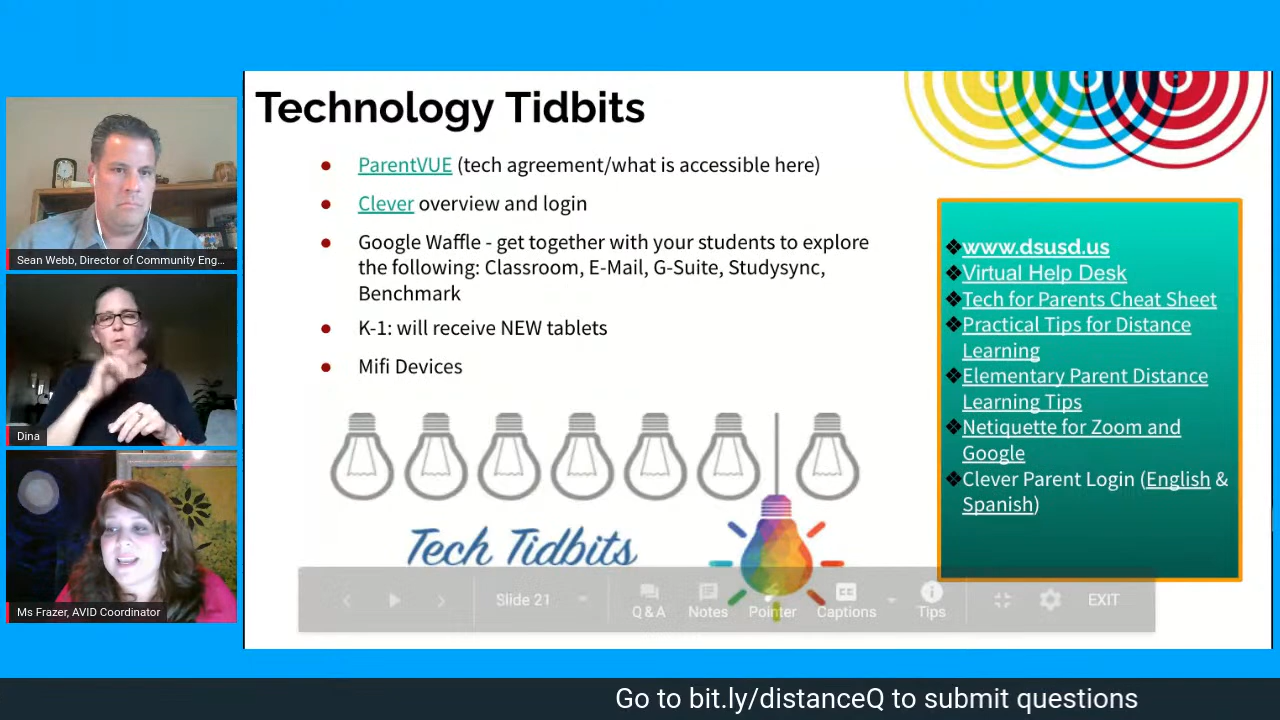 Technology Tidbits
● ParentVUE (tech agreement/what is accessible here)
● Clever overview and login
● Google Waffle - get together with your students to explore
the following: Classroom, E-Mail, G-Suite, Studysync,
Benchmark
● K-1: will receive NEW tablets
● Mifi Devices
Tech Tidbits
❖www.dsusd.us
❖Virtual Help Desk
❖Tech for Parents Cheat Sheet
❖Practical Tips for Distance
Learning
❖Elementary Parent Distance
Learning Tips
❖Netiquette for Zoom and
Google
❖Clever Parent Login (English &
Spanish)
Sean Webb, Director of Community Eng...
Dina
Ms Frazer, AVID Coordinator
Slide 21
Q & A
Notes
Pointer
Captions
Tips
EXIT
Go to bit.ly/distanceQ to submit questions